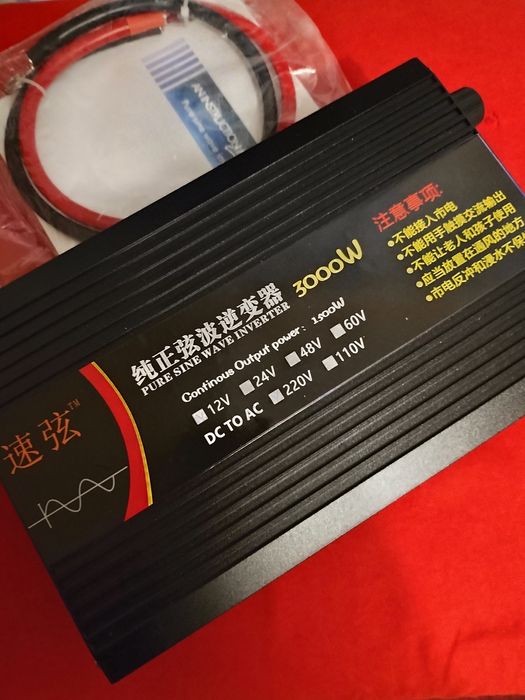 速弦™
纯正弦波逆变器 3000W
PURE SINE WAVE INVERTER
Continous Output power: 1500W
12V 24V 48V 60V
DC TO AC 220V 110V
注意事项:
●不能接入市电
●不能用手触摸交流输出
●不能让老人和孩子使用
●应当放置在通风的地方
●市电反冲和浸水不保